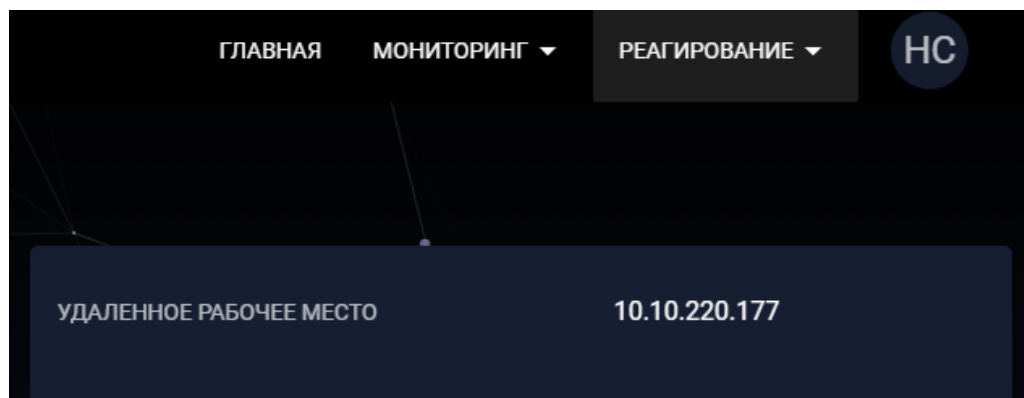 ГЛАВНАЯ МОНИТОРИНГ РЕАГИРОВАНИЕ НС
УДАЛЕННОЕ РАБОЧЕЕ МЕСТО 10.10.220.177